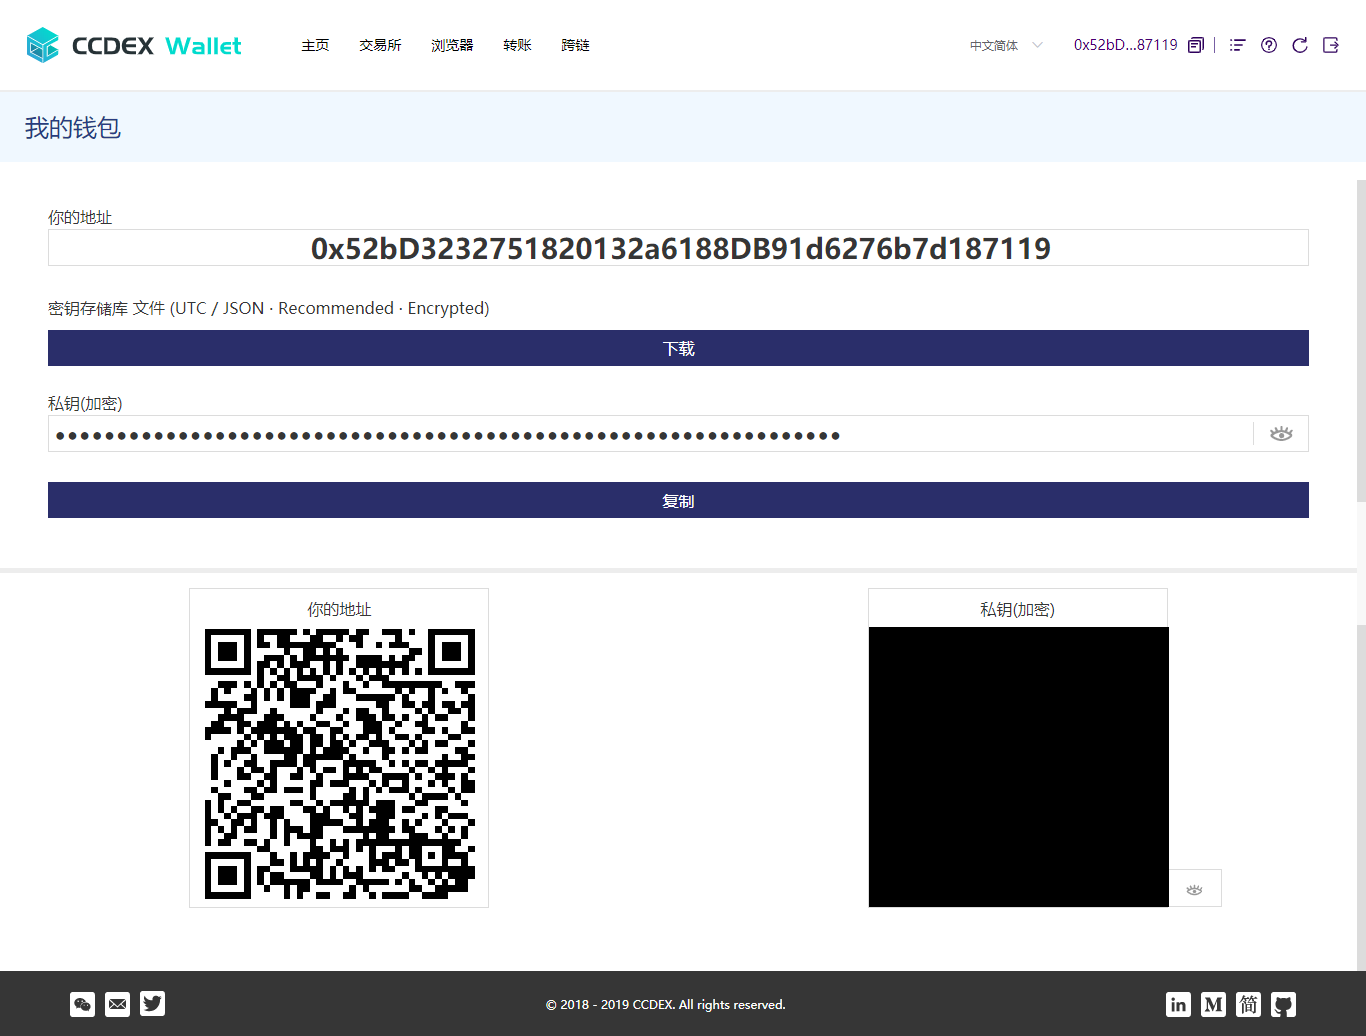 CCDEX Wallet 主页 交易所 浏览器 转账 跨链 中文简体 0x52bD...87119
我的钱包
你的地址
0x52bD3232751820132a6188DB91d6276b7d187119
密钥存储库 文件 (UTC / JSON · Recommended · Encrypted)
下载
私钥(加密)
复制
你的地址
私钥(加密)
© 2018 - 2019 CCDEX. All rights reserved.
in M 简